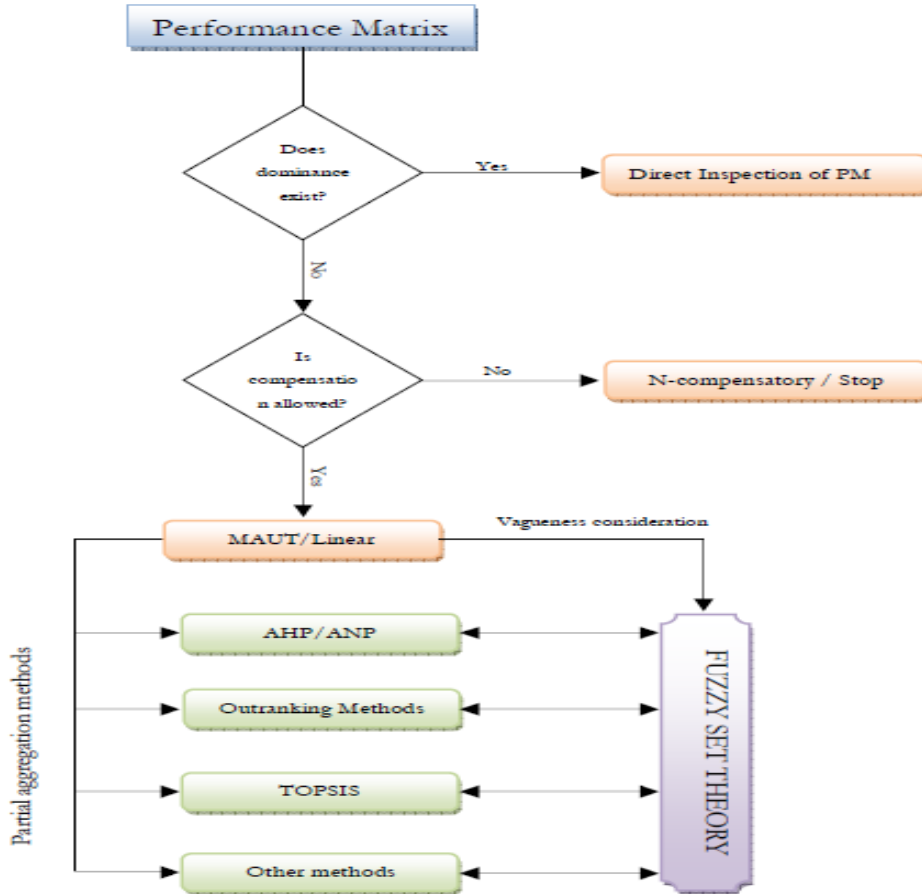 Performance Matrix
Does
dominance
exist?
Yes
Direct Inspection of PM
No
Is
compensatio
n allowed?
No
N-compensatory / Stop
Yes
MAUT/Linear
Vagueness consideration
Partial aggregation methods
AHP/ANP
Outranking Methods
TOPSIS
Other methods
FUZZY SET THEORY